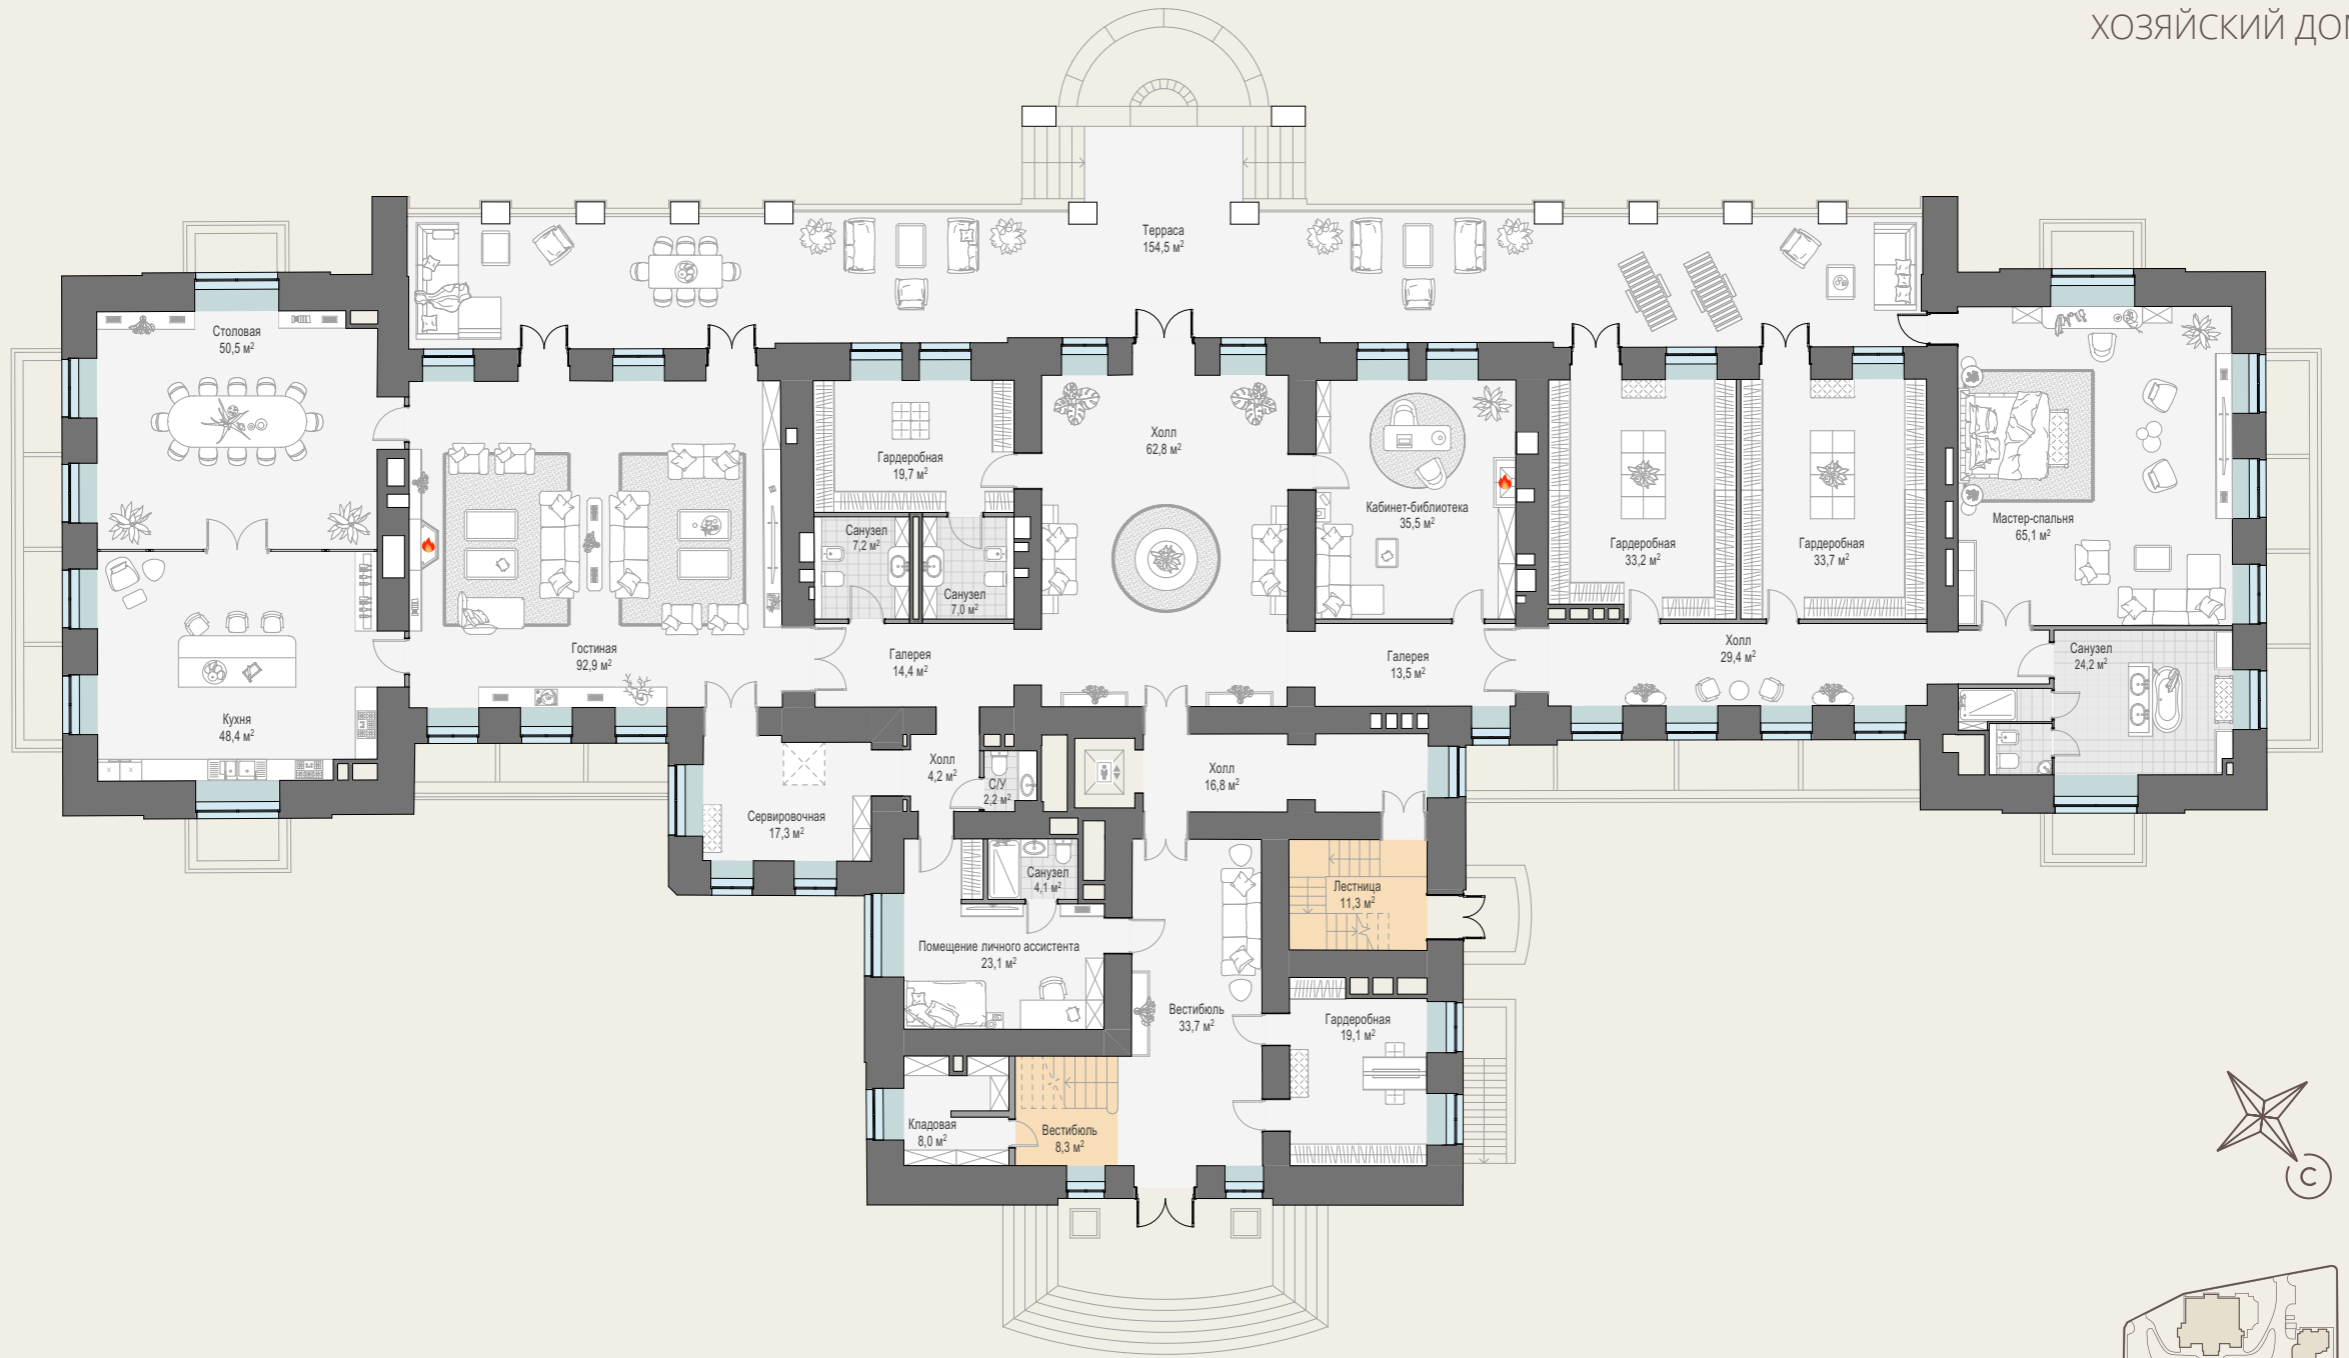 ХОЗЯЙСКИЙ ДОМ
Терраса
154,5 м²
Столовая
50,5 м²
Холл
62,8 м²
Гардеробная
19,7 м²
Кабинет-библиотека
35,5 м²
Гардеробная
33,2 м²
Гардеробная
33,7 м²
Мастер-спальня
65,1 м²
Санузел
7,2 м²
Санузел
7,0 м²
Гостиная
92,9 м²
Галерея
14,4 м²
Галерея
13,5 м²
Холл
29,4 м²
Санузел
24,2 м²
Кухня
48,4 м²
Холл
4,2 м²
С/У
2,2 м²
Холл
16,8 м²
Сервировочная
17,3 м²
Санузел
4,1 м²
Лестница
11,3 м²
Помещение личного ассистента
23,1 м²
Вестибюль
33,7 м²
Гардеробная
19,1 м²
Кладовая
8,0 м²
Вестибюль
8,3 м²
С